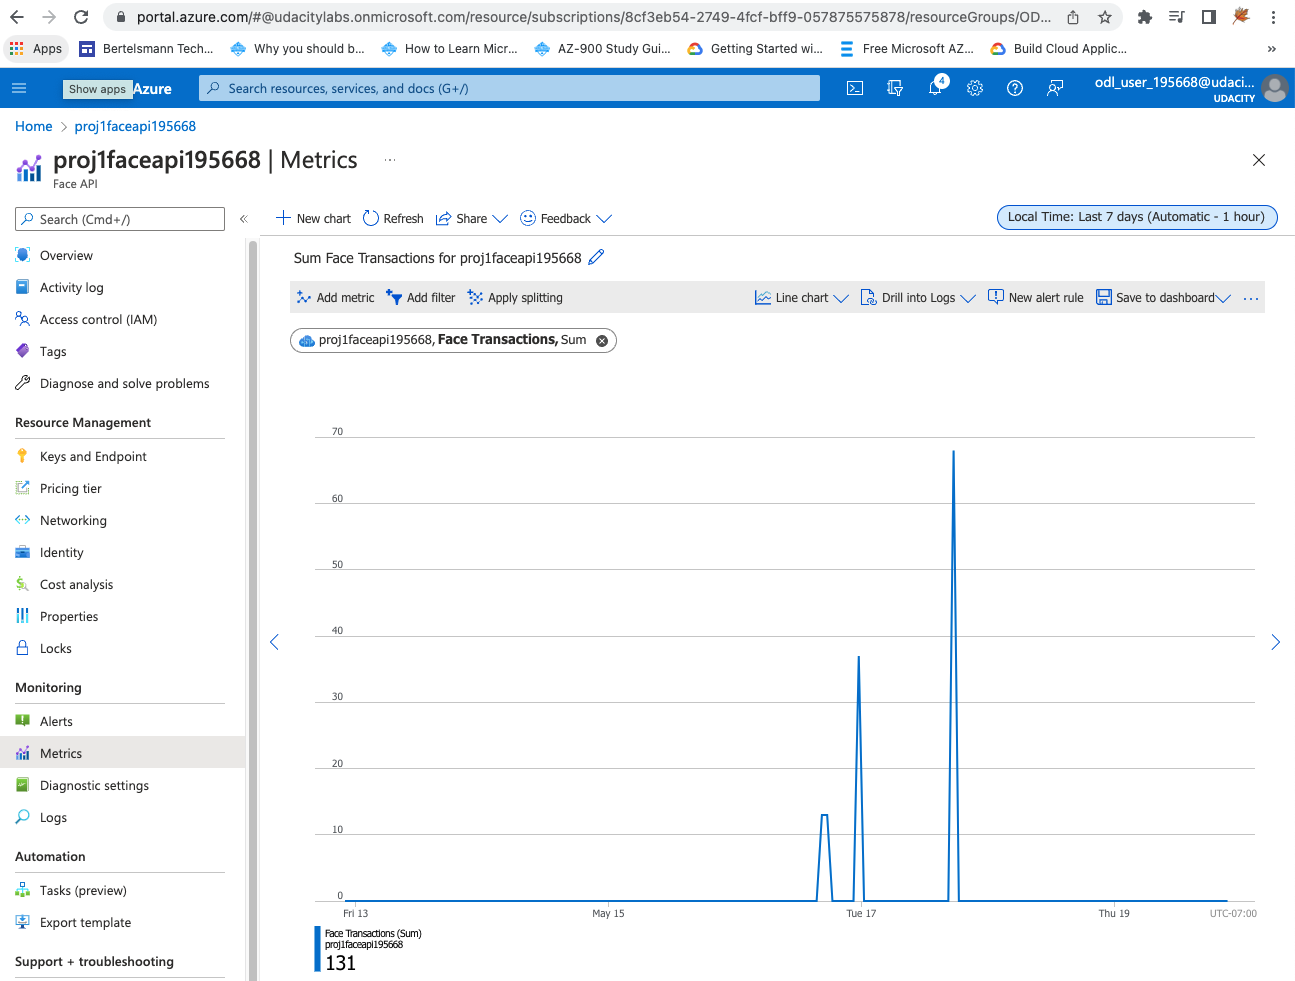 portal.azure.com/#@udacitylabs.onmicrosoft.com/resource/subscriptions/8cf3eb54-2749-4fcf-bff9-057875575878/resourceGroups/OD...
Apps Bertelsmann Tech... Why you should b... How to Learn Micr... AZ-900 Study Gui... Getting Started wi... Free Microsoft AZ... Build Cloud Applic... »
Show apps Azure Search resources, services, and docs (G+/) 4 odl_user_195668@udaci...
UDACITY
Home > proj1faceapi195668
proj1faceapi195668 | Metrics ...
Face API
Search (Cmd+/) « New chart Refresh Share Feedback Local Time: Last 7 days (Automatic - 1 hour)
Overview
Activity log
Access control (IAM)
Tags
Diagnose and solve problems
Resource Management
Keys and Endpoint
Pricing tier
Networking
Identity
Cost analysis
Properties
Locks
Monitoring
Alerts
Metrics
Diagnostic settings
Logs
Automation
Tasks (preview)
Export template
Support + troubleshooting
Sum Face Transactions for proj1faceapi195668
Add metric Add filter Apply splitting Line chart Drill into Logs New alert rule Save to dashboard ...
proj1faceapi195668, Face Transactions, Sum
70
60
50
40
30
20
10
0
Fri 13 May 15 Tue 17 Thu 19 UTC-07:00
Face Transactions (Sum)
proj1faceapi195668
131